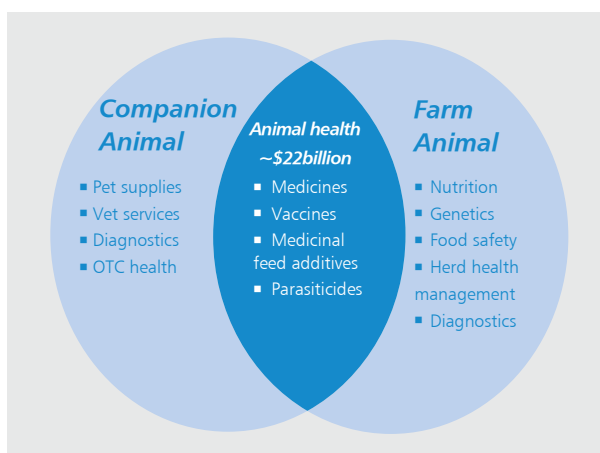 Companion
Animal
▪ Pet supplies
▪ Vet services
▪ Diagnostics
▪ OTC health
Animal health
~$22billion
▪ Medicines
▪ Vaccines
▪ Medicinal
feed additives
▪ Parasiticides
Farm
Animal
▪ Nutrition
▪ Genetics
▪ Food safety
▪ Herd health
management
▪ Diagnostics